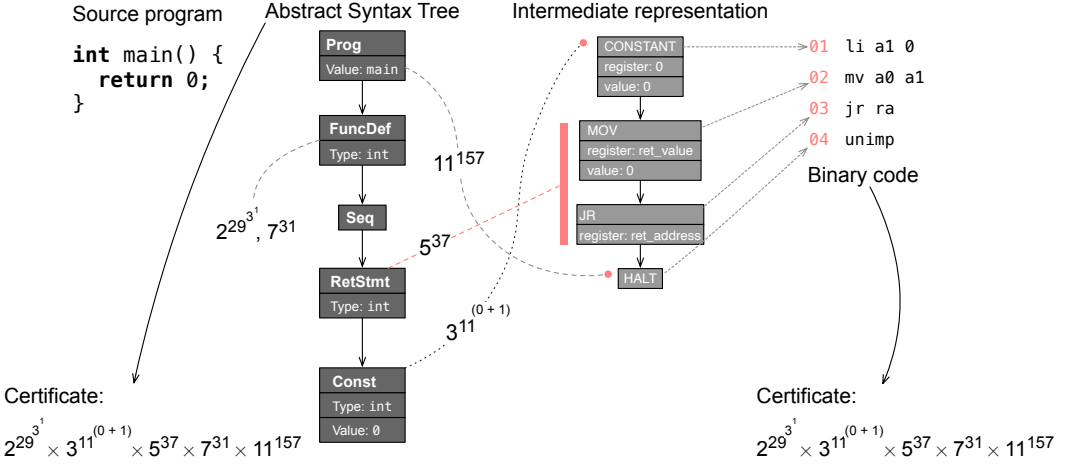 Source program
int main() {
return 0;
}
Abstract Syntax Tree
Prog
Value: main
FuncDef
Type: int
Seq
RetStmt
Type: int
Const
Type: int
Value: 0
2^29^3^1, 7^31
11^157
5^37
3^11^(0 + 1)
Intermediate representation
CONSTANT
register: 0
value: 0
MOV
register: ret_value
value: 0
JR
register: ret_address
HALT
01 li a1 0
02 mv a0 a1
03 jr ra
04 unimp
Binary code
Certificate:
2^29^3^1 × 3^11^(0 + 1) × 5^37 × 7^31 × 11^157
Certificate:
2^29^3^1 × 3^11^(0 + 1) × 5^37 × 7^31 × 11^157